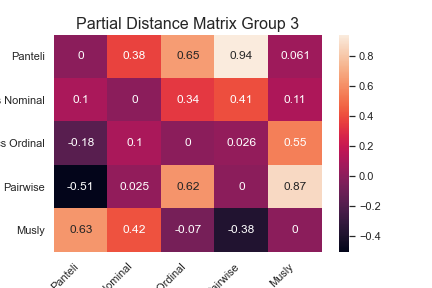 Partial Distance Matrix Group 3
Panteli 0 0.38 0.65 0.94 0.061
s Nominal 0.1 0 0.34 0.41 0.11
cs Ordinal -0.18 0.1 0 0.026 0.55
Pairwise -0.51 0.025 0.62 0 0.87
Musly 0.63 0.42 -0.07 -0.38 0
Panteli ominal Ordinal airwise Musly
0.8
0.6
0.4
0.2
0.0
-0.2
-0.4